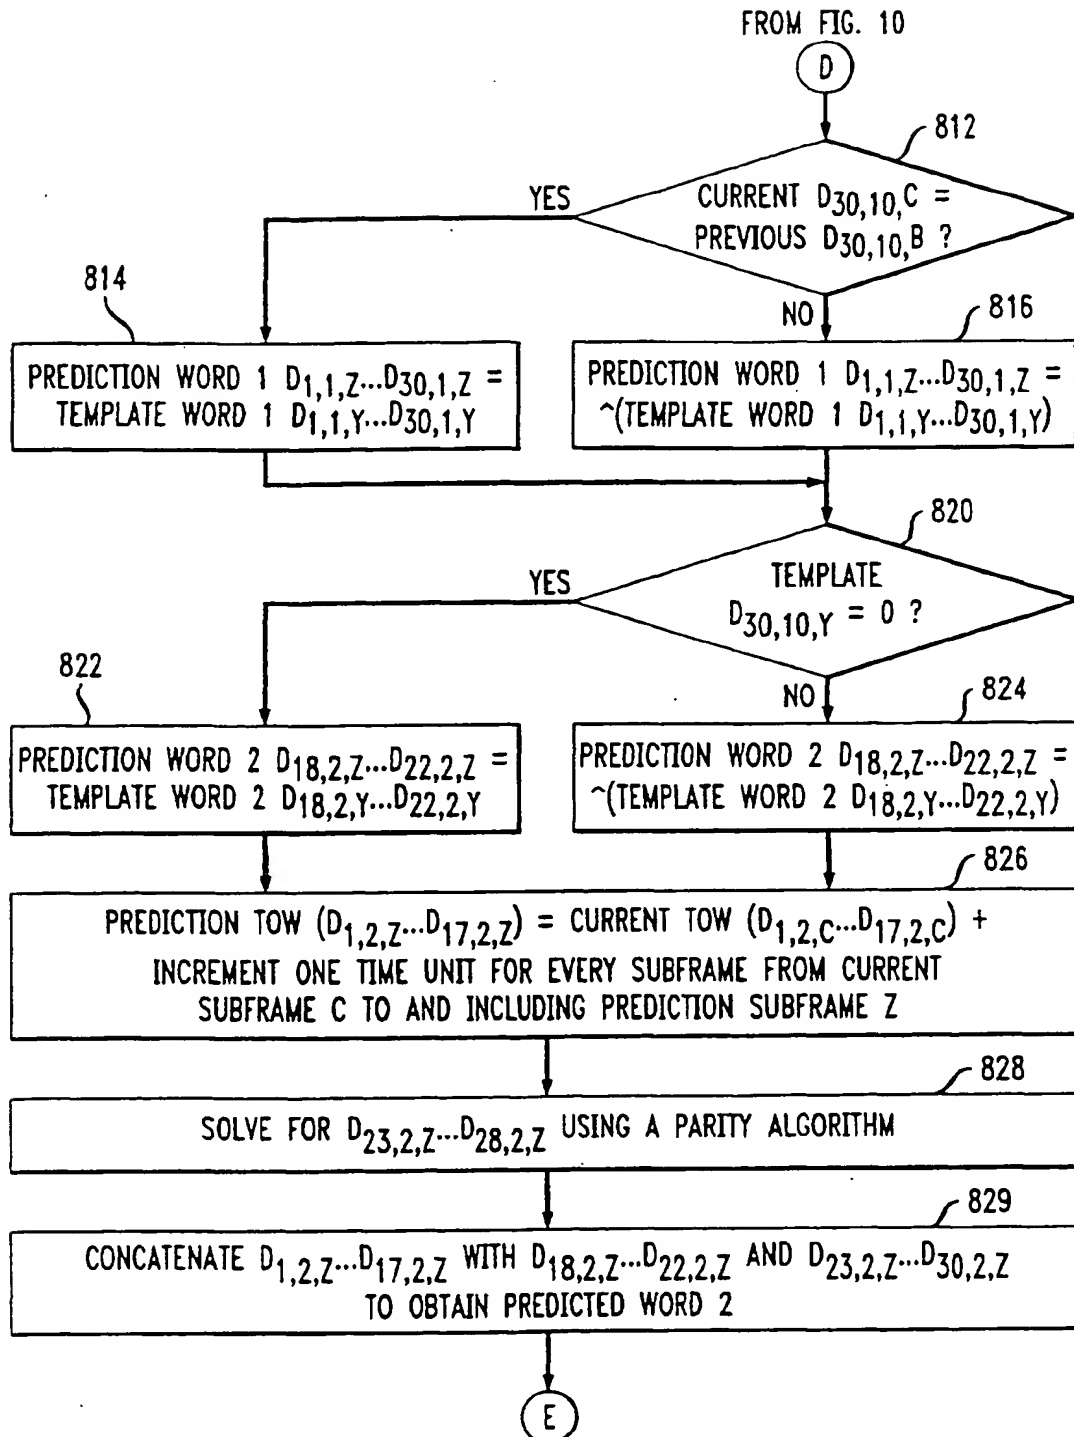 FROM FIG. 10
D
812
YES
CURRENT D30,10,C =
PREVIOUS D30,10,B ?
814
NO
816
PREDICTION WORD 1 D1,1,Z...D30,1,Z =
TEMPLATE WORD 1 D1,1,Y...D30,1,Y
PREDICTION WORD 1 D1,1,Z...D30,1,Z =
^(TEMPLATE WORD 1 D1,1,Y...D30,1,Y)
820
YES
TEMPLATE
D30,10,Y = 0 ?
822
NO
824
PREDICTION WORD 2 D18,2,Z...D22,2,Z =
TEMPLATE WORD 2 D18,2,Y...D22,2,Y
PREDICTION WORD 2 D18,2,Z...D22,2,Z =
^(TEMPLATE WORD 2 D18,2,Y...D22,2,Y)
826
PREDICTION TOW (D1,2,Z...D17,2,Z) = CURRENT TOW (D1,2,C...D17,2,C) +
INCREMENT ONE TIME UNIT FOR EVERY SUBFRAME FROM CURRENT
SUBFRAME C TO AND INCLUDING PREDICTION SUBFRAME Z
828
SOLVE FOR D23,2,Z...D28,2,Z USING A PARITY ALGORITHM
829
CONCATENATE D1,2,Z...D17,2,Z WITH D18,2,Z...D22,2,Z AND D23,2,Z...D30,2,Z
TO OBTAIN PREDICTED WORD 2
E